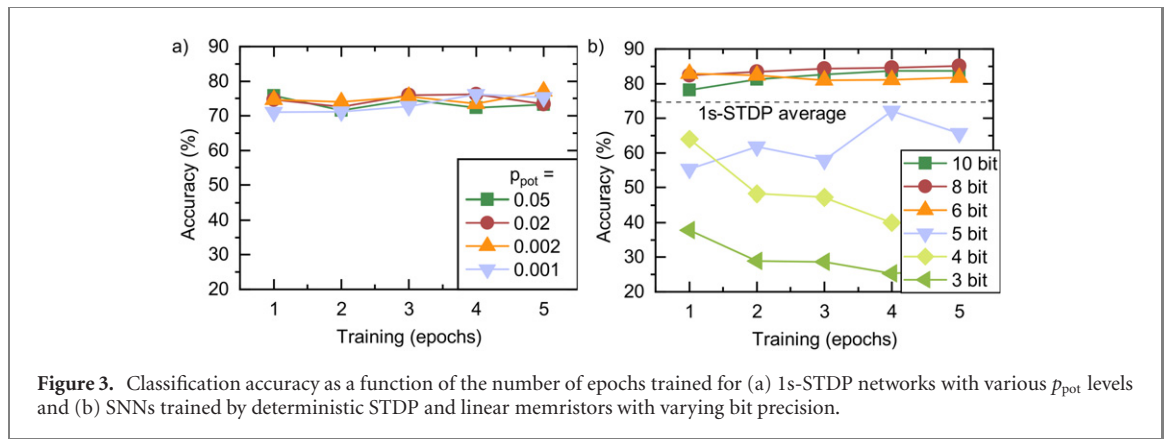 a)
90
80
70
60
50
40
30
20
Accuracy (%)
1 2 3 4 5
Training (epochs)
p_pot =
0.05
0.02
0.002
0.001
b)
90
80
70
60
50
40
30
20
Accuracy (%)
1s-STDP average
1 2 3 4 5
Training (epochs)
10 bit
8 bit
6 bit
5 bit
4 bit
3 bit
Figure 3. Classification accuracy as a function of the number of epochs trained for (a) 1s-STDP networks with various p_pot levels
and (b) SNNs trained by deterministic STDP and linear memristors with varying bit precision.